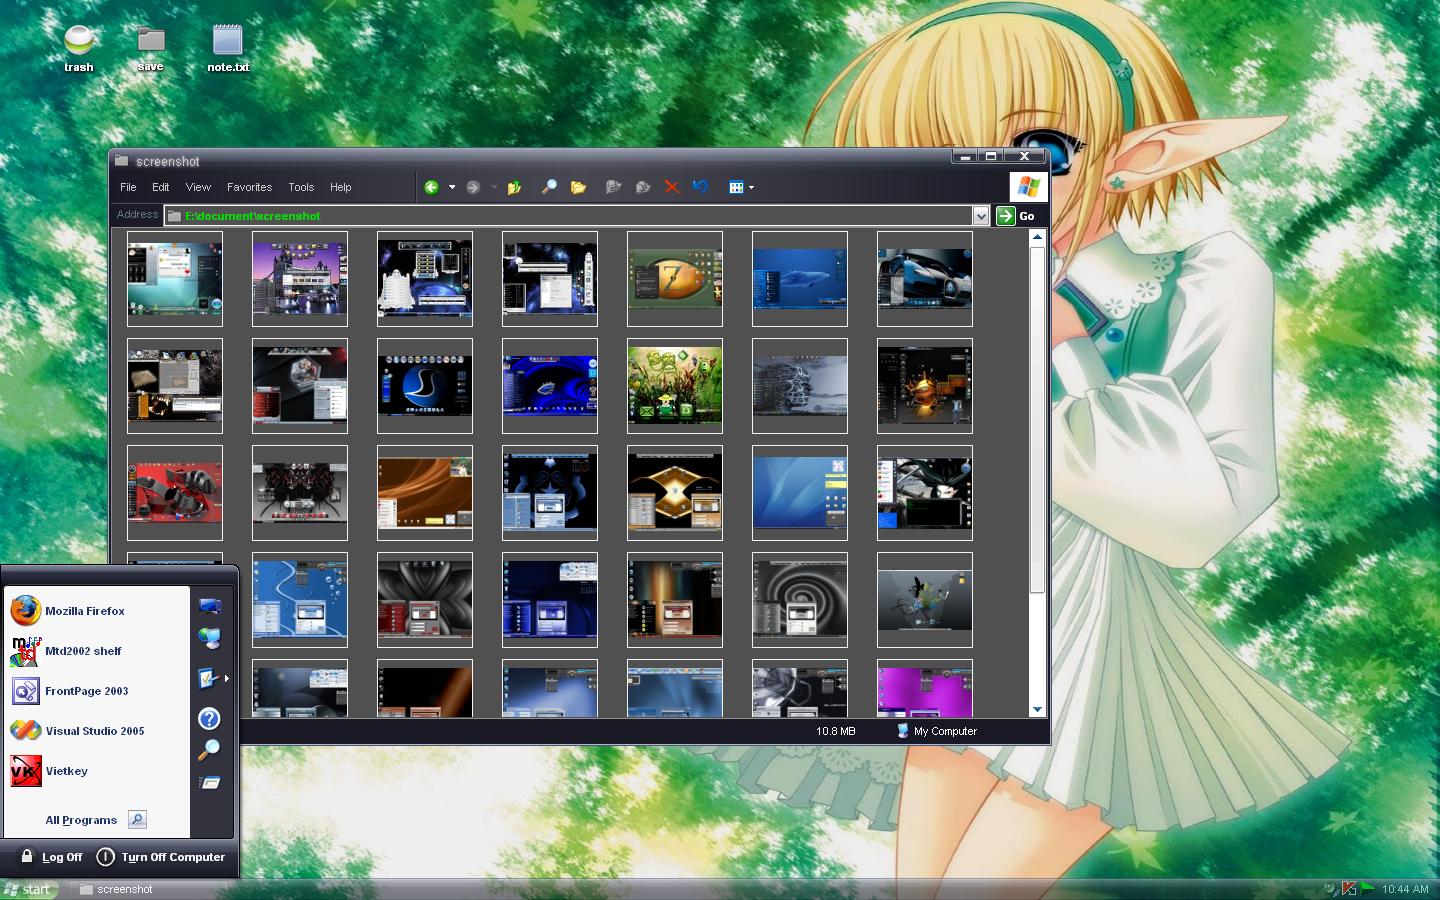 trash
save
note.txt
screenshot
File Edit View Favorites Tools Help
Address E:\document\screenshot Go
Mozilla Firefox
Mtd2002 shelf
FrontPage 2003
Visual Studio 2005
Vietkey
All Programs
10.8 MB My Computer
Log Off Turn Off Computer
start screenshot 10:44 AM